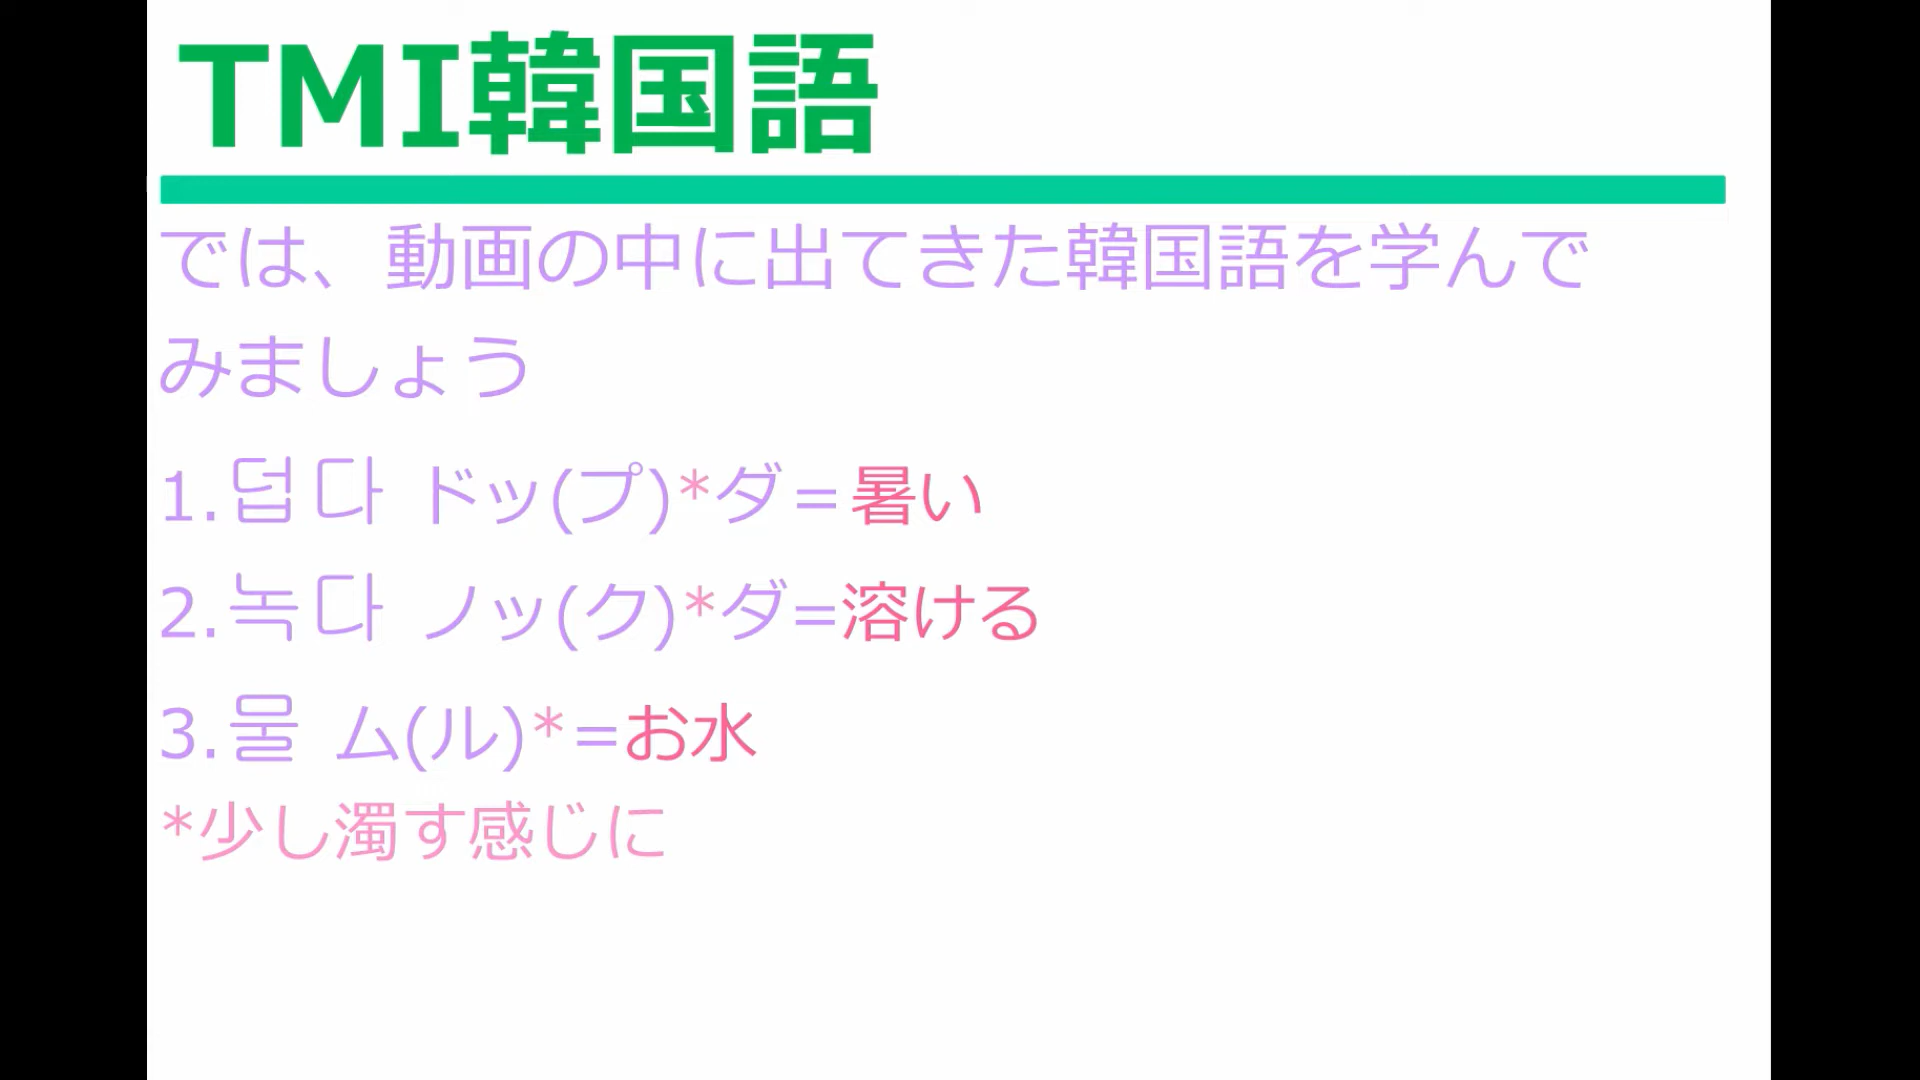 TMI韓国語
では、動画の中に出てきた韓国語を学んで
みましょう
1.덥다 ドッ(プ)*ダ=暑い
2.녹다 ノッ(ク)*ダ=溶ける
3.물 ム(ル)*=お水
*少し濁す感じに